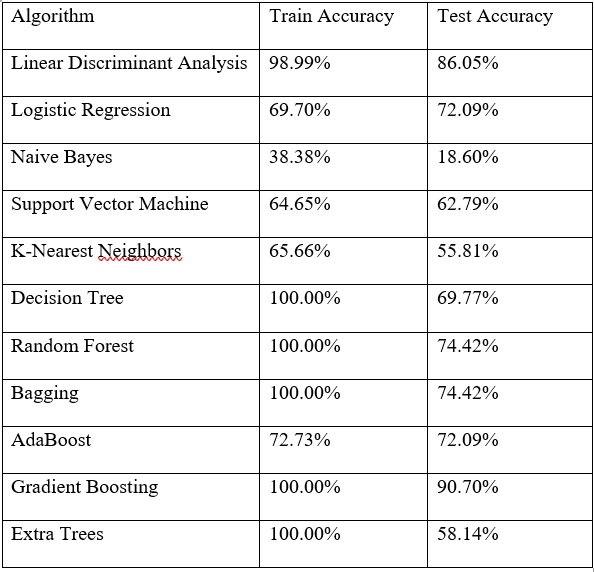 Algorithm Train Accuracy Test Accuracy
Linear Discriminant Analysis 98.99% 86.05%
Logistic Regression 69.70% 72.09%
Naive Bayes 38.38% 18.60%
Support Vector Machine 64.65% 62.79%
K-Nearest Neighbors 65.66% 55.81%
Decision Tree 100.00% 69.77%
Random Forest 100.00% 74.42%
Bagging 100.00% 74.42%
AdaBoost 72.73% 72.09%
Gradient Boosting 100.00% 90.70%
Extra Trees 100.00% 58.14%